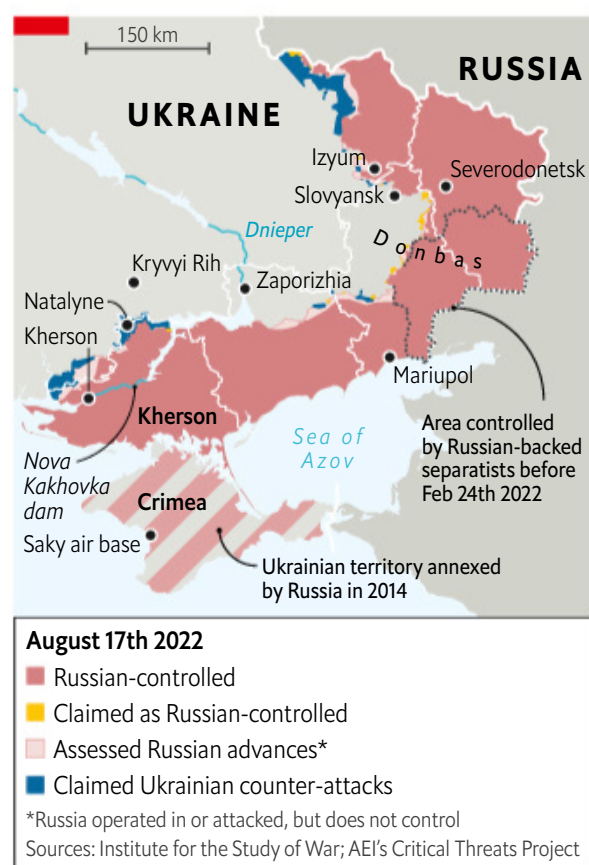 150 km
RUSSIA
UKRAINE
Izyum
Severodonetsk
Slovyansk
Dnieper
Donbas
Kryvyi Rih
Zaporizhia
Natalyne
Kherson
Mariupol
Kherson
Sea of
Azov
Area controlled
by Russian-backed
separatists before
Feb 24th 2022
Nova
Kakhovka
dam
Crimea
Saky air base
Ukrainian territory annexed
by Russia in 2014
August 17th 2022
Russian-controlled
Claimed as Russian-controlled
Assessed Russian advances*
Claimed Ukrainian counter-attacks
*Russia operated in or attacked, but does not control
Sources: Institute for the Study of War; AEI's Critical Threats Project